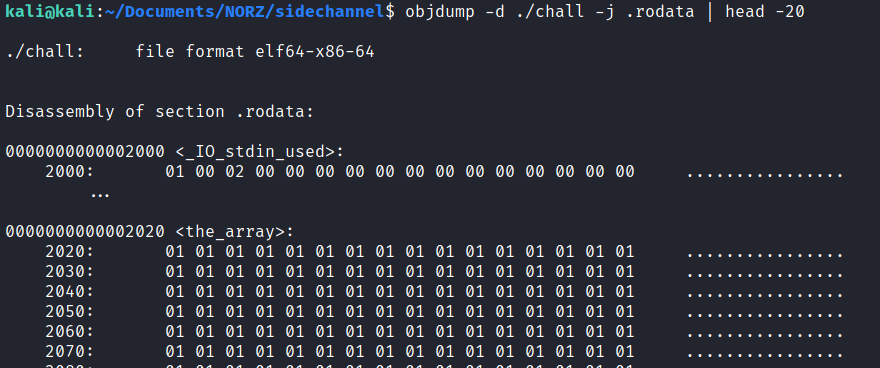 kali@kali:~/Documents/NORZ/sidechannel$ objdump -d ./chall -j .rodata | head -20
./chall:     file format elf64-x86-64
Disassembly of section .rodata:
0000000000002000 <_IO_stdin_used>:
    2000:       01 00 02 00 00 00 00 00 00 00 00 00 00 00 00 00     ................
        ...
0000000000002020 <the_array>:
    2020:       01 01 01 01 01 01 01 01 01 01 01 01 01 01 01 01     ................
    2030:       01 01 01 01 01 01 01 01 01 01 01 01 01 01 01 01     ................
    2040:       01 01 01 01 01 01 01 01 01 01 01 01 01 01 01 01     ................
    2050:       01 01 01 01 01 01 01 01 01 01 01 01 01 01 01 01     ................
    2060:       01 01 01 01 01 01 01 01 01 01 01 01 01 01 01 01     ................
    2070:       01 01 01 01 01 01 01 01 01 01 01 01 01 01 01 01     ................